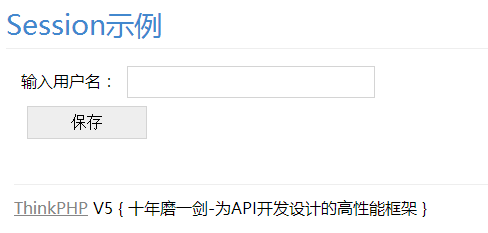 Session示例
输入用户名：
保存
ThinkPHP V5 { 十年磨一剑-为API开发设计的高性能框架 }